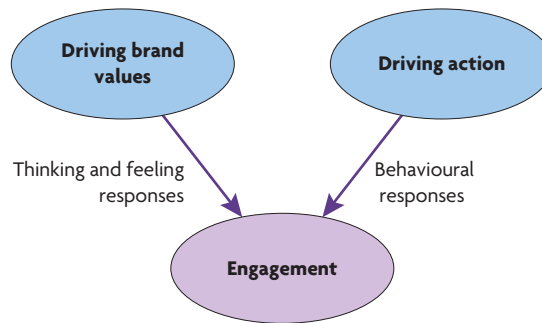 Driving brand
values
Driving action
Thinking and feeling
responses
Behavioural
responses
Engagement